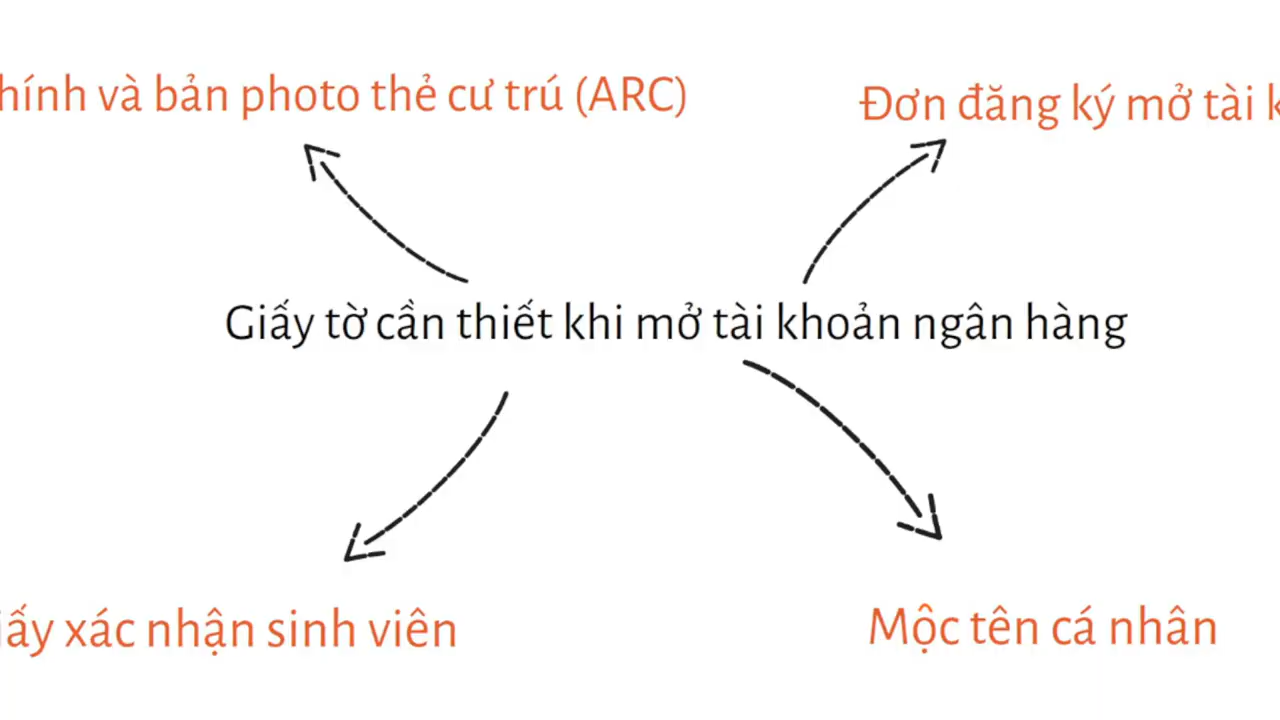 hính và bản photo thẻ cư trú (ARC)
Đơn đăng ký mở tài k
Giấy tờ cần thiết khi mở tài khoản ngân hàng
iấy xác nhận sinh viên
Mộc tên cá nhân